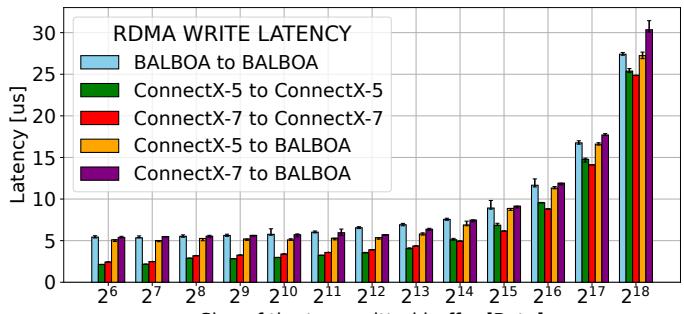 RDMA WRITE LATENCY
BALBOA to BALBOA
ConnectX-5 to ConnectX-5
ConnectX-7 to ConnectX-7
ConnectX-5 to BALBOA
ConnectX-7 to BALBOA
Latency [us]
30
25
20
15
10
5
0
2^6 2^7 2^8 2^9 2^10 2^11 2^12 2^13 2^14 2^15 2^16 2^17 2^18